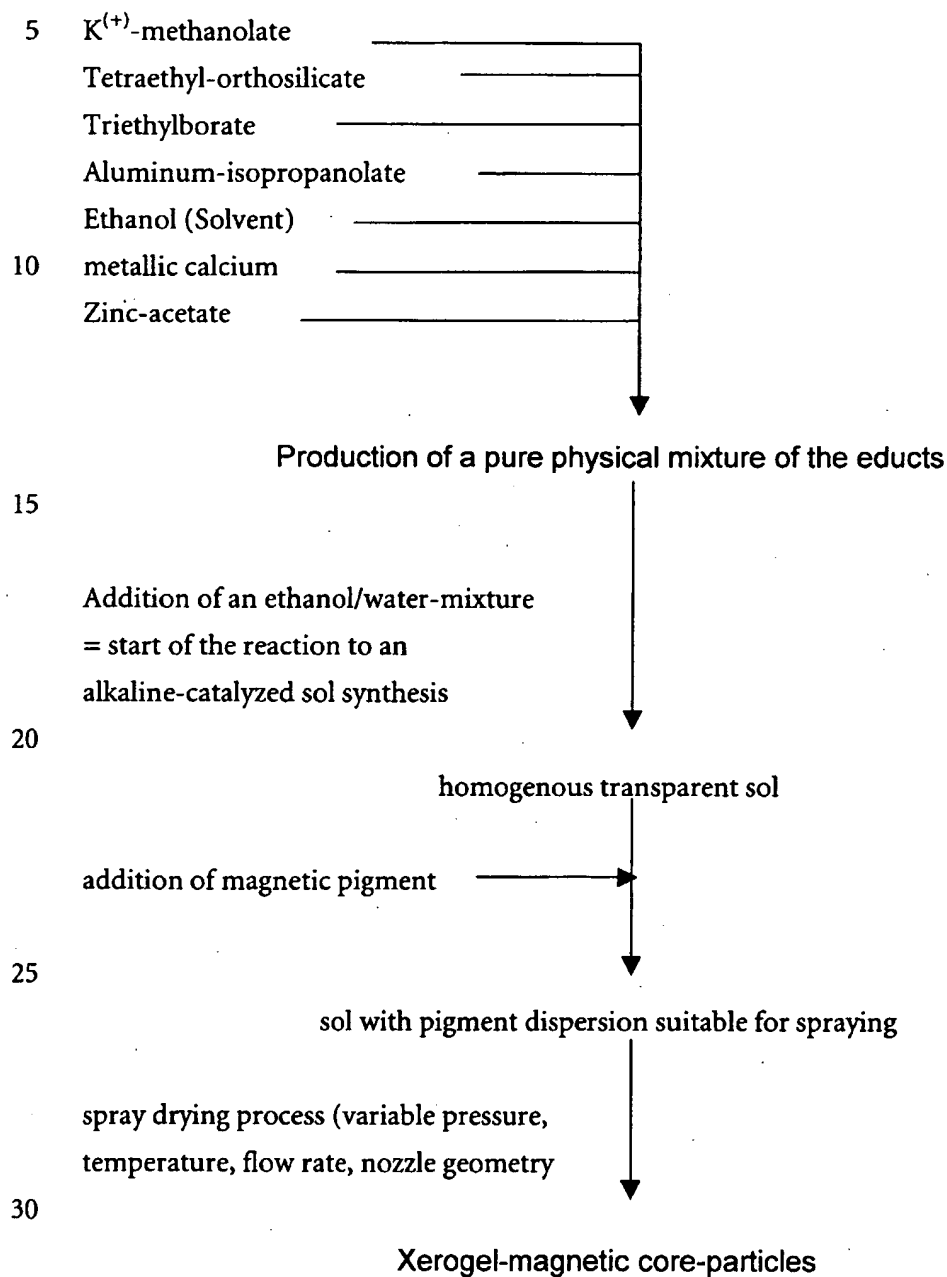 5 K(+)-methanolate
Tetraethyl-orthosilicate
Triethylborate
Aluminum-isopropanolate
Ethanol (Solvent)
10 metallic calcium
Zinc-acetate
Production of a pure physical mixture of the educts
15
Addition of an ethanol/water-mixture
= start of the reaction to an
alkaline-catalyzed sol synthesis
20
homogenous transparent sol
addition of magnetic pigment
25
sol with pigment dispersion suitable for spraying
spray drying process (variable pressure,
temperature, flow rate, nozzle geometry
30
Xerogel-magnetic core-particles